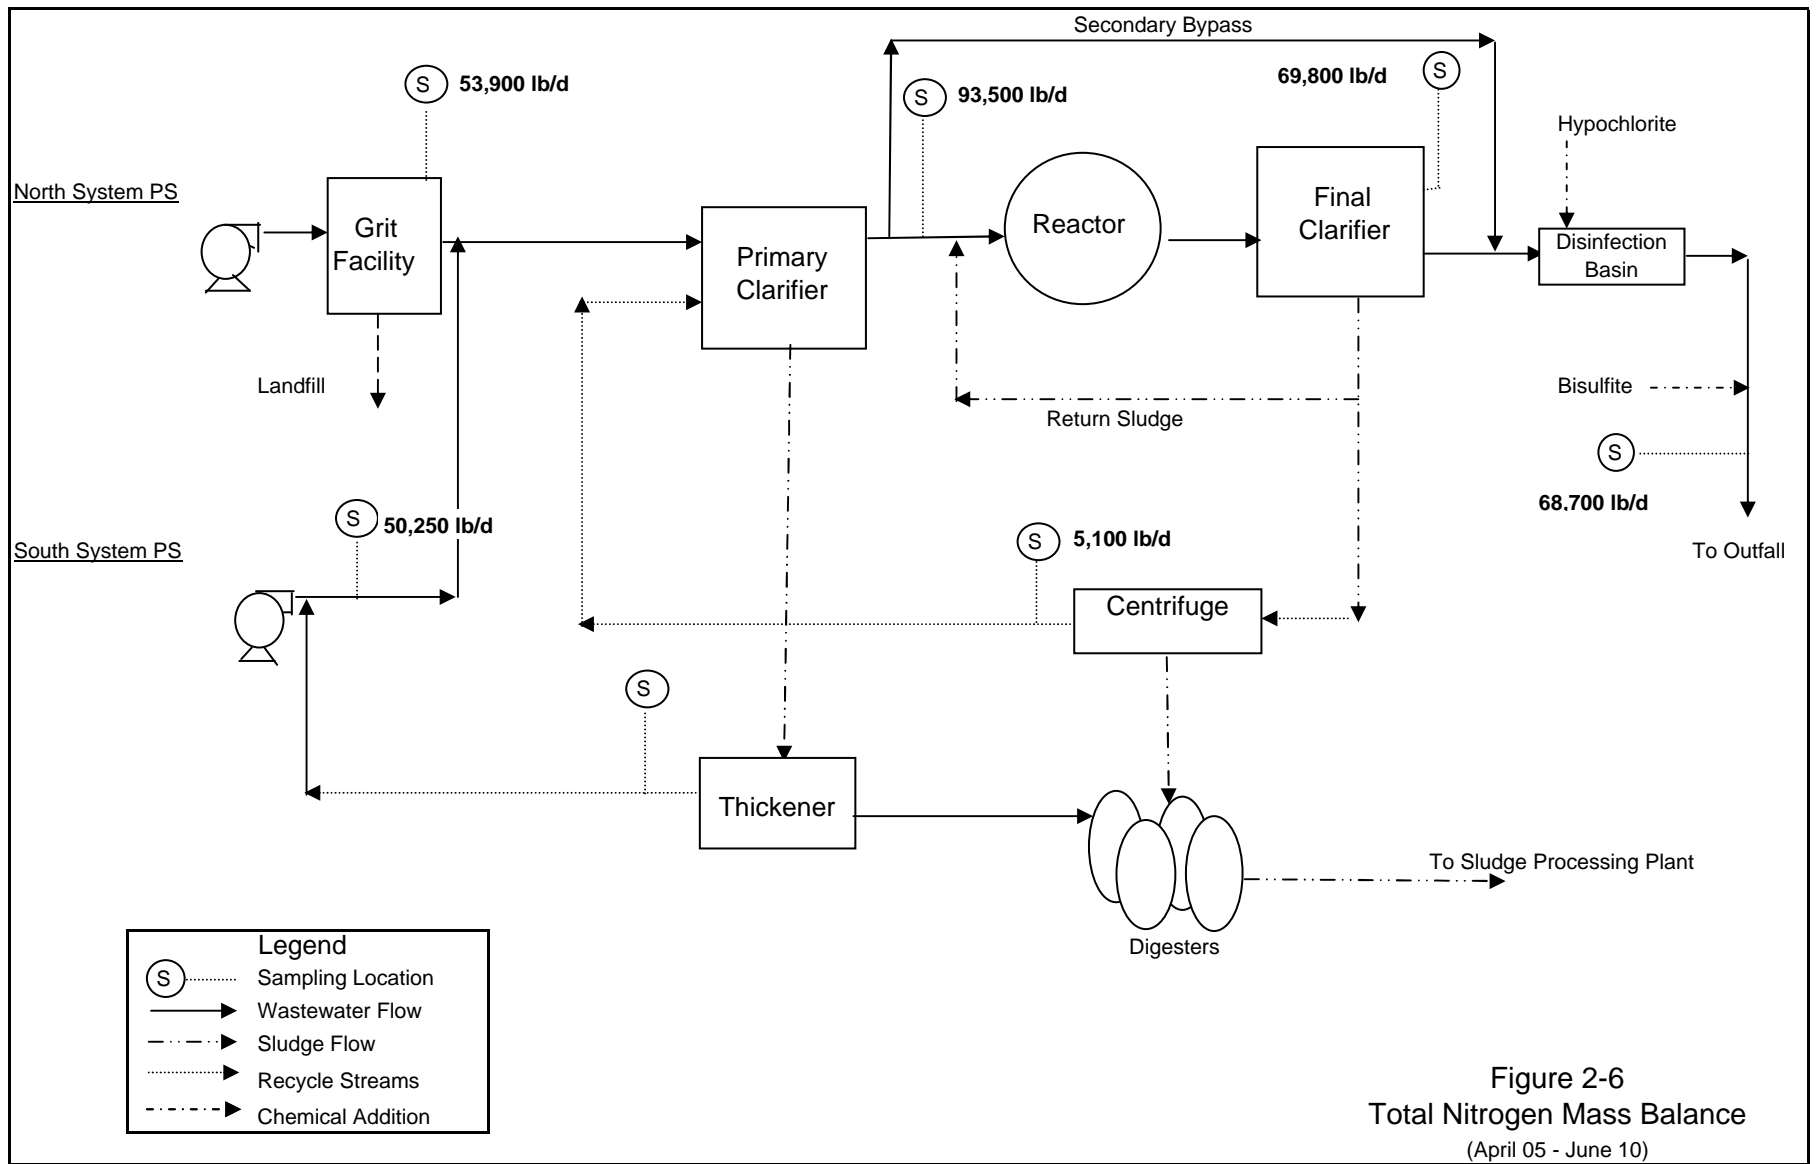 Secondary Bypass
S
53,900 lb/d
S
93,500 lb/d
69,800 lb/d
S
Hypochlorite
North System PS
Grit
Facility
Primary
Clarifier
Reactor
Final
Clarifier
Disinfection
Basin
Landfill
Return Sludge
Bisulfite
S
68,700 lb/d
To Outfall
S
50,250 lb/d
South System PS
S
5,100 lb/d
Centrifuge
S
Thickener
To Sludge Processing Plant
Digesters
Legend
S
Sampling Location
Wastewater Flow
Sludge Flow
Recycle Streams
Chemical Addition
Figure 2-6
Total Nitrogen Mass Balance
(April 05 - June 10)